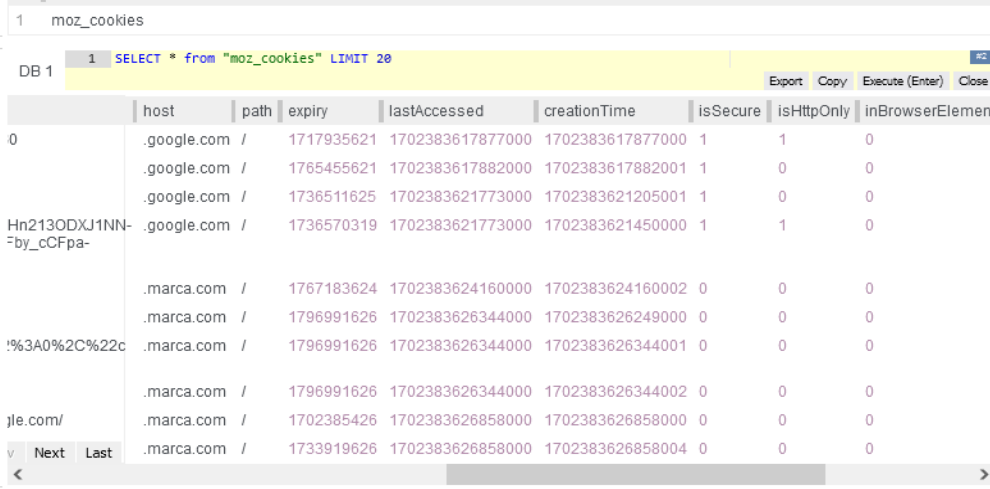 1 moz_cookies
DB 1
1 SELECT * from "moz_cookies" LIMIT 20
#2
Export Copy Execute (Enter) Close
host path expiry lastAccessed creationTime isSecure isHttpOnly inBrowserElemen
0 .google.com / 1717935621 1702383617877000 1702383617877000 1 1 0
.google.com / 1765455621 1702383617882000 1702383617882001 1 0 0
.google.com / 1736511625 1702383621773000 1702383621205001 1 0 0
Hn213ODXJ1NN- .google.com / 1736570319 1702383621773000 1702383621450000 1 1 0
Fby_cCFpa-
.marca.com / 1767183624 1702383624160000 1702383624160002 0 0 0
.marca.com / 1796991626 1702383626344000 1702383626249000 0 0 0
!%3A0%2C%22c .marca.com / 1796991626 1702383626344000 1702383626344001 0 0 0
.marca.com / 1796991626 1702383626344000 1702383626344002 0 0 0
gle.com/ .marca.com / 1702385426 1702383626858000 1702383626858000 0 0 0
Next Last .marca.com / 1733919626 1702383626858000 1702383626858004 0 0 0